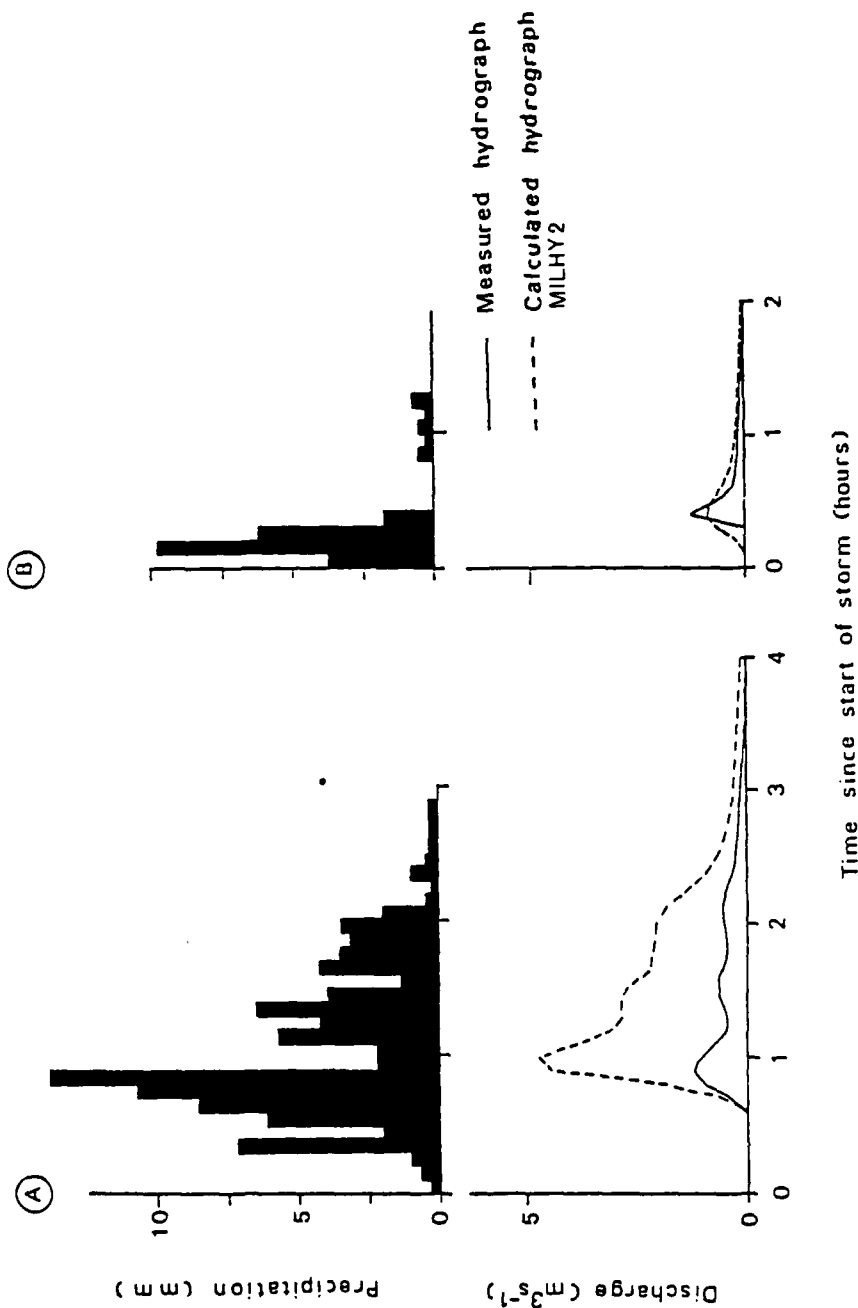 A
B
Precipitation (mm)
10
5
0
Measured hydrograph
Calculated hydrograph
MILHY2
Discharge (m³s⁻¹)
5
0
5
0 1 2 3 4
0 1 2
Time since start of storm (hours)